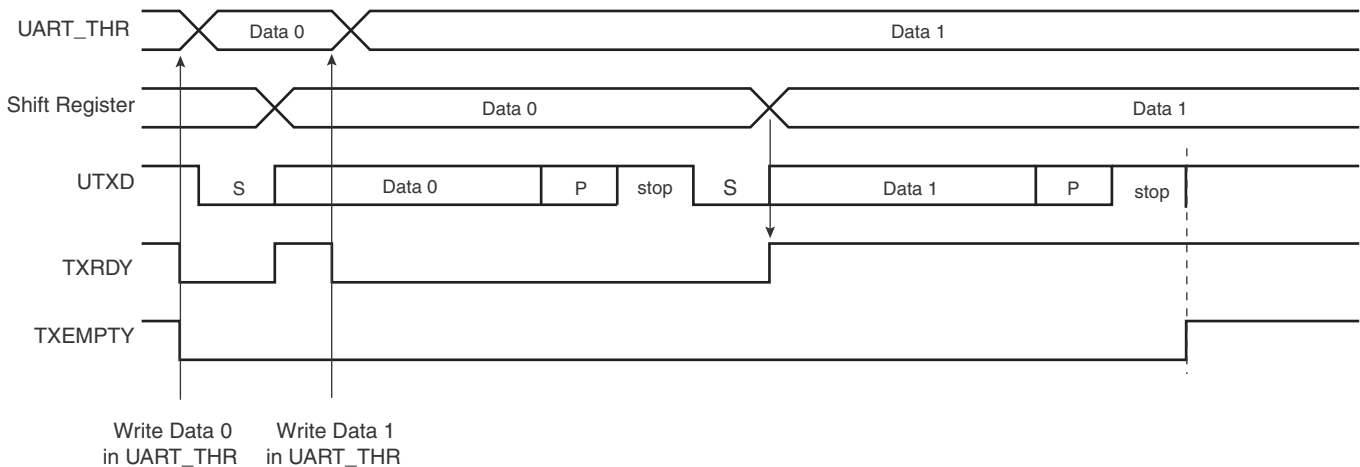 UART_THR Data 0 Data 1
Shift Register Data 0 Data 1
UTXD S Data 0 P stop S Data 1 P stop
TXRDY
TXEMPTY
Write Data 0 Write Data 1
in UART_THR in UART_THR